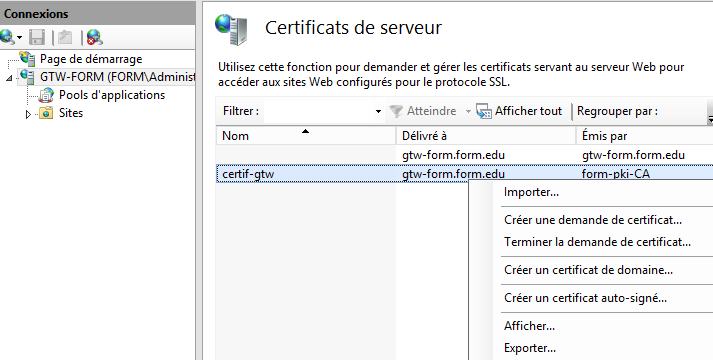 Connexions
Page de démarrage
GTW-FORM (FORM\Administ
Pools d'applications
Sites
Certificats de serveur
Utilisez cette fonction pour demander et gérer les certificats servant au serveur Web pour
accéder aux sites Web configurés pour le protocole SSL.
Filtrer : Atteindre Afficher tout Regrouper par :
Nom Délivré à Émis par
gtw-form.form.edu gtw-form.form.edu
certif-gtw gtw-form.form.edu form-pki-CA
Importer...
Créer une demande de certificat...
Terminer la demande de certificat...
Créer un certificat de domaine...
Créer un certificat auto-signé...
Afficher...
Exporter...